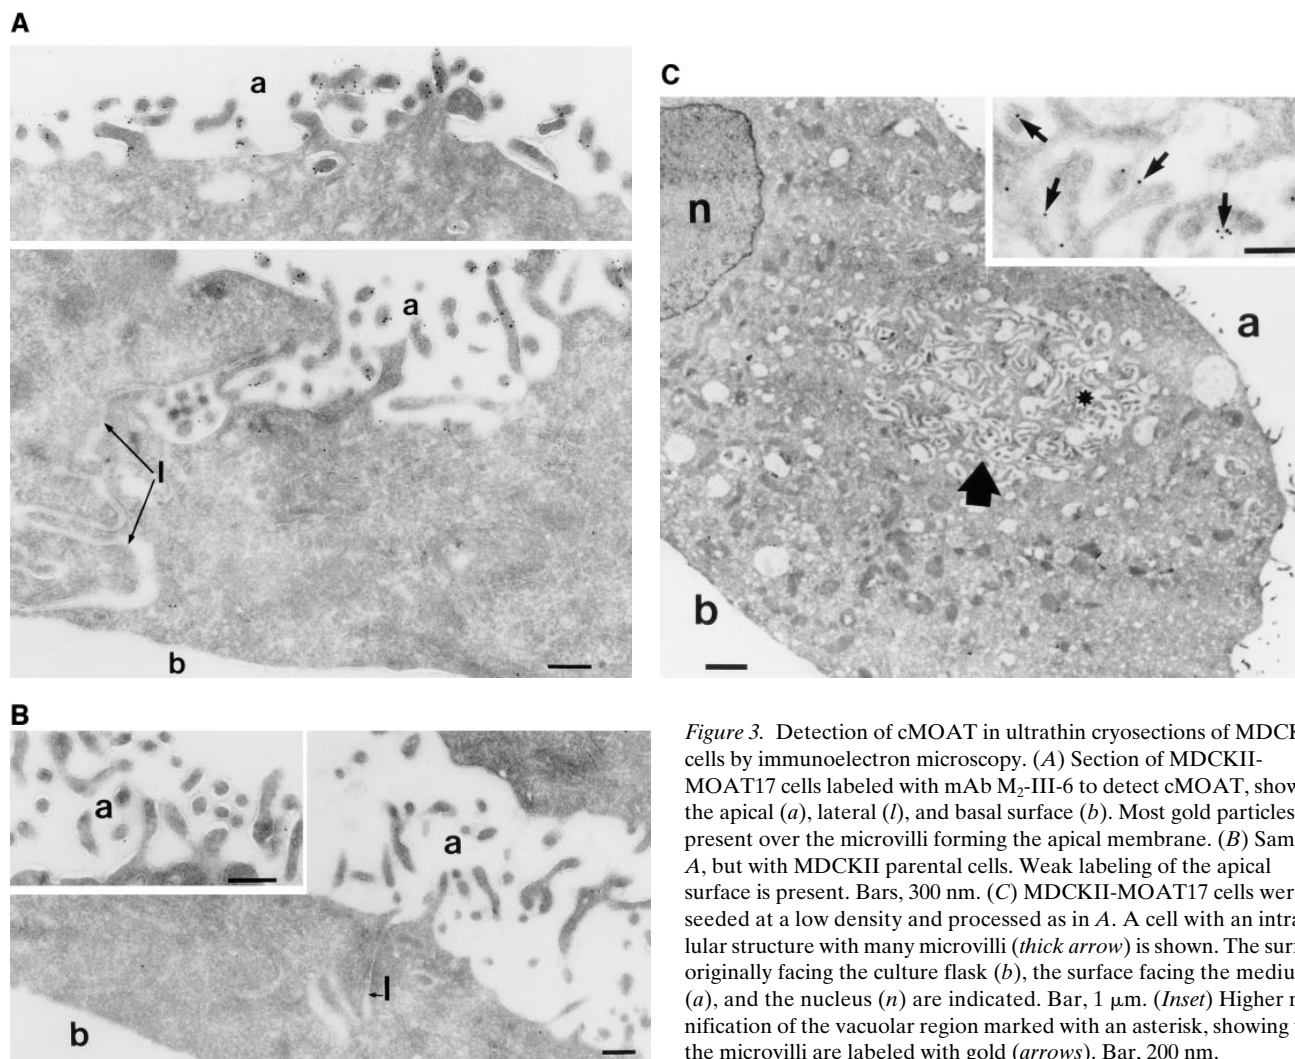 A
a
a
l
b
B
a
a
l
b
C
n
a
b
Figure 3. Detection of cMOAT in ultrathin cryosections of MDCK
cells by immunoelectron microscopy. (A) Section of MDCKII-
MOAT17 cells labeled with mAb M₂-III-6 to detect cMOAT, show
the apical (a), lateral (l), and basal surface (b). Most gold particles
present over the microvilli forming the apical membrane. (B) Sam
A, but with MDCKII parental cells. Weak labeling of the apical
surface is present. Bars, 300 nm. (C) MDCKII-MOAT17 cells were
seeded at a low density and processed as in A. A cell with an intra
lular structure with many microvilli (thick arrow) is shown. The surf
originally facing the culture flask (b), the surface facing the mediu
(a), and the nucleus (n) are indicated. Bar, 1 μm. (Inset) Higher m
nification of the vacuolar region marked with an asterisk, showing
the microvilli are labeled with gold (arrows). Bar, 200 nm.